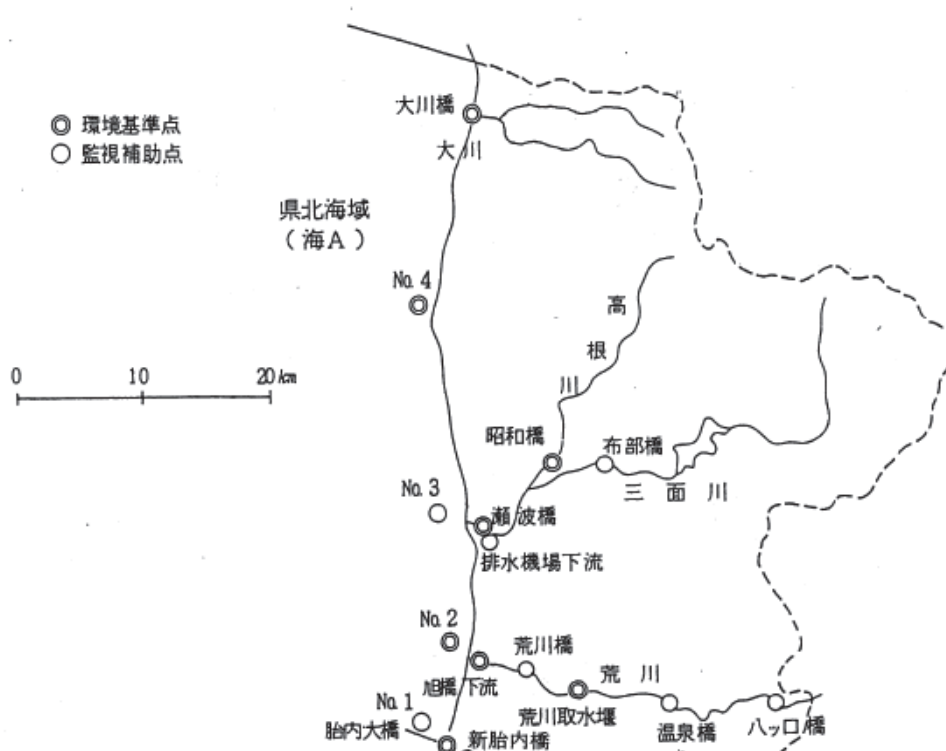 大川橋
環境基準点
監視補助点
大川
県北海域
(海A)
No.4
高根川
0 10 20km
昭和橋
布部橋
三面川
No.3
瀬波橋
排水機場下流
No.2
荒川橋
荒川
旭橋下流
No.1
荒川取水堰
胎内大橋
新胎内橋
温泉橋
八ッ口橋